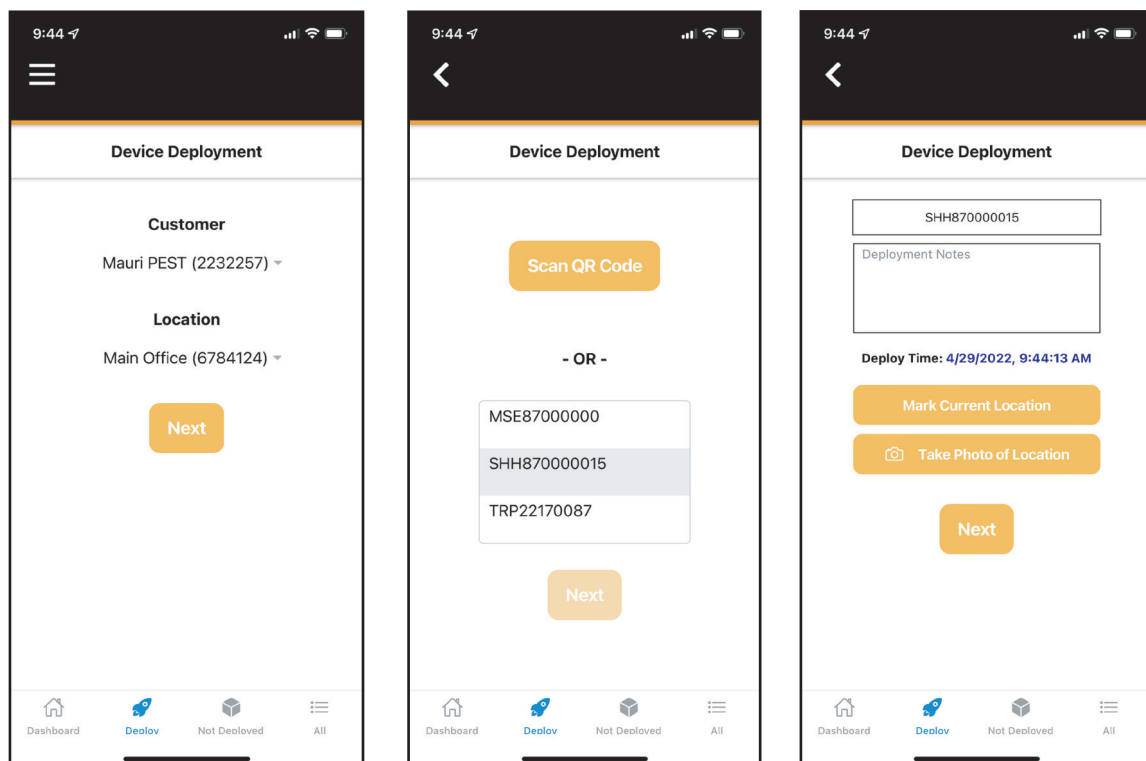 9:44
Device Deployment
Customer
Mauri PEST (2232257)
Location
Main Office (6784124)
Next
Dashboard
Deploy
Not Deployed
All
9:44
Device Deployment
Scan QR Code
- OR -
MSE87000000
SHH870000015
TRP22170087
Next
Dashboard
Deploy
Not Deployed
All
9:44
Device Deployment
SHH870000015
Deployment Notes
Deploy Time: 4/29/2022, 9:44:13 AM
Mark Current Location
Take Photo of Location
Next
Dashboard
Deploy
Not Deployed
All